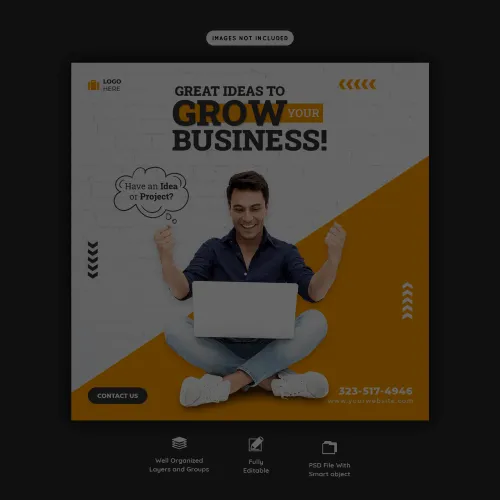 IMAGES NOT INCLUDED
LOGO
HEDE
GREAT IDEAS TO
GROW YOUR
BUSINESS!
Have an Idea
or Project?
CONTACT US
323-517-4946
www.yourwebsite.com
Well Organized
Layers and Groups
Fully
Editable
PSD File With
Smart object